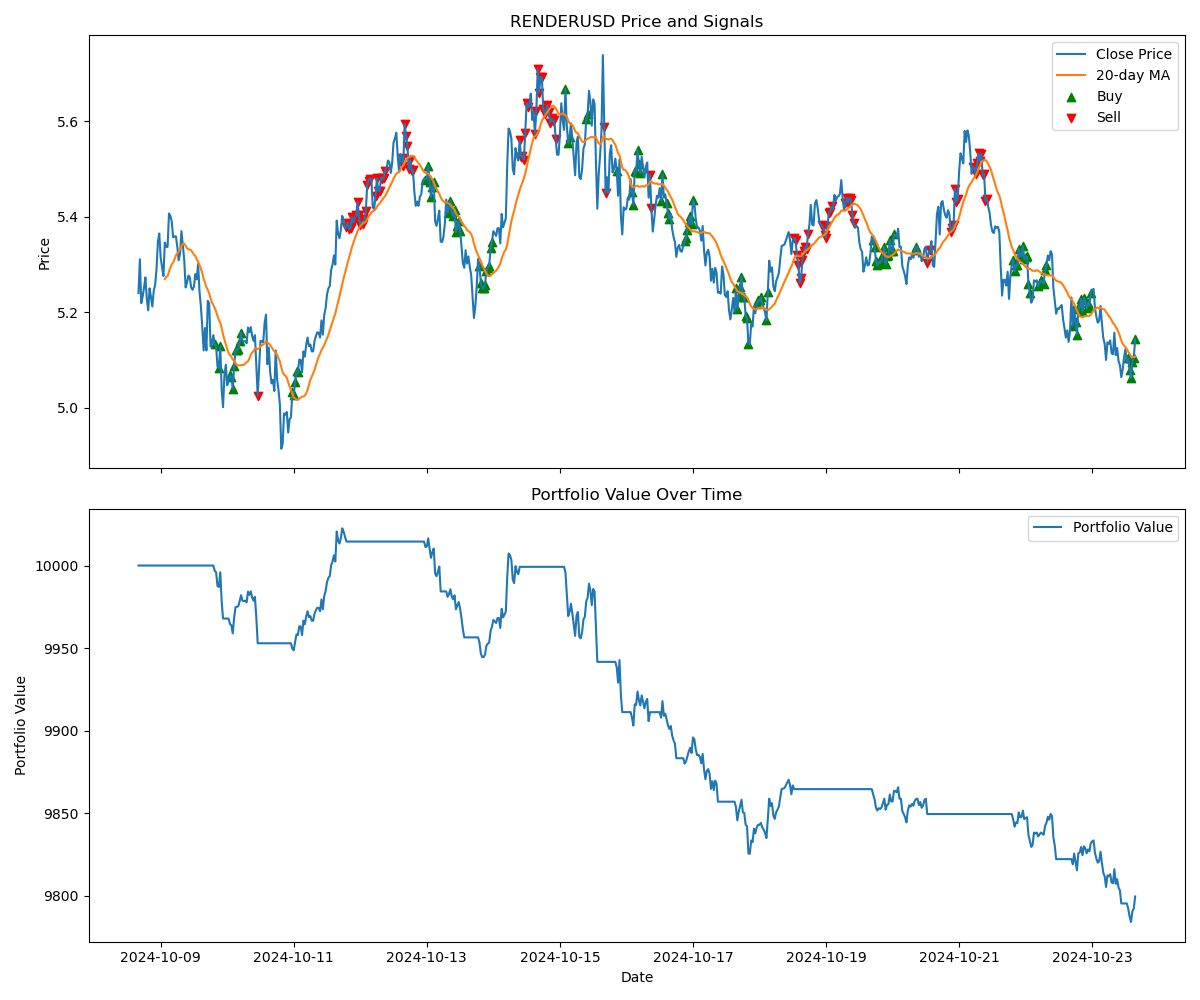 RENDERUSD Price and Signals
Close Price
20-day MA
Buy
Sell
Price
5.6
5.4
5.2
5.0
Portfolio Value Over Time
Portfolio Value
Portfolio Value
10000
9950
9900
9850
9800
2024-10-09 2024-10-11 2024-10-13 2024-10-15 2024-10-17 2024-10-19 2024-10-21 2024-10-23
Date